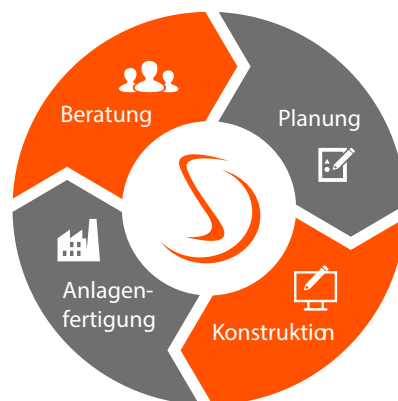 Beratung
Planung
Konstruktion
Anlagen-
fertigung